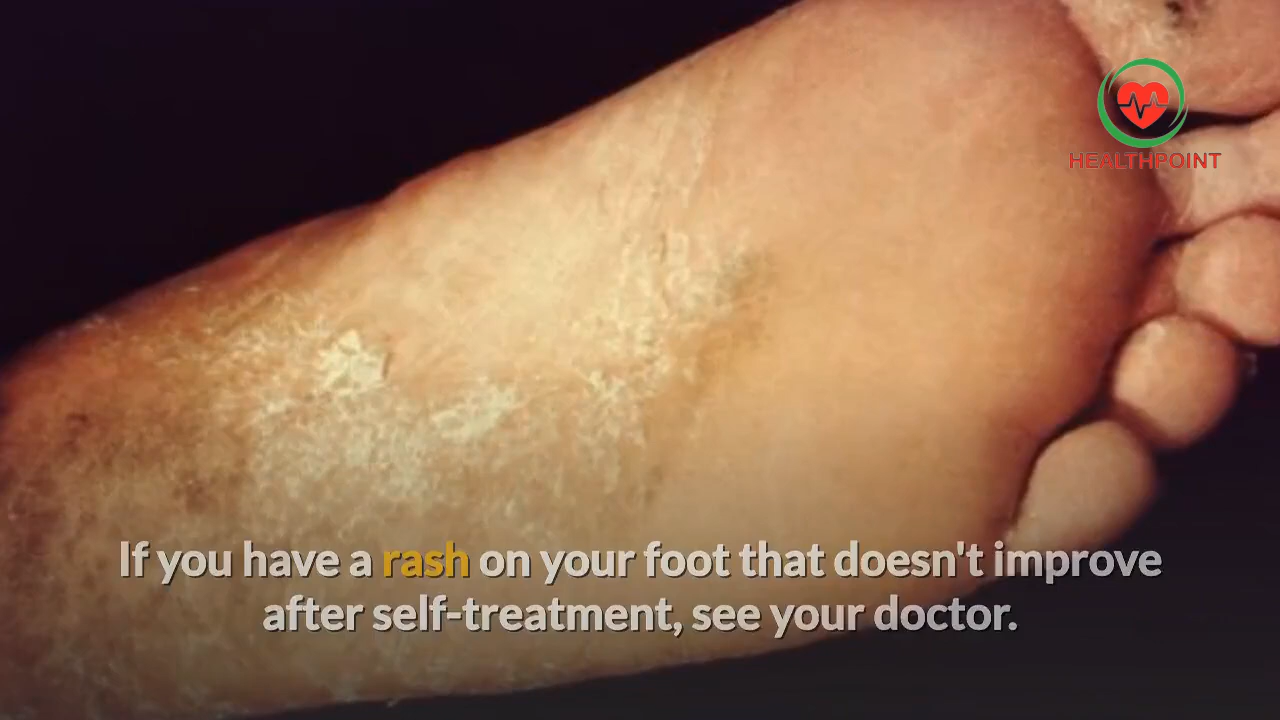 HEALTHPOINT
If you have a rash on your foot that doesn't improve
after self-treatment, see your doctor.